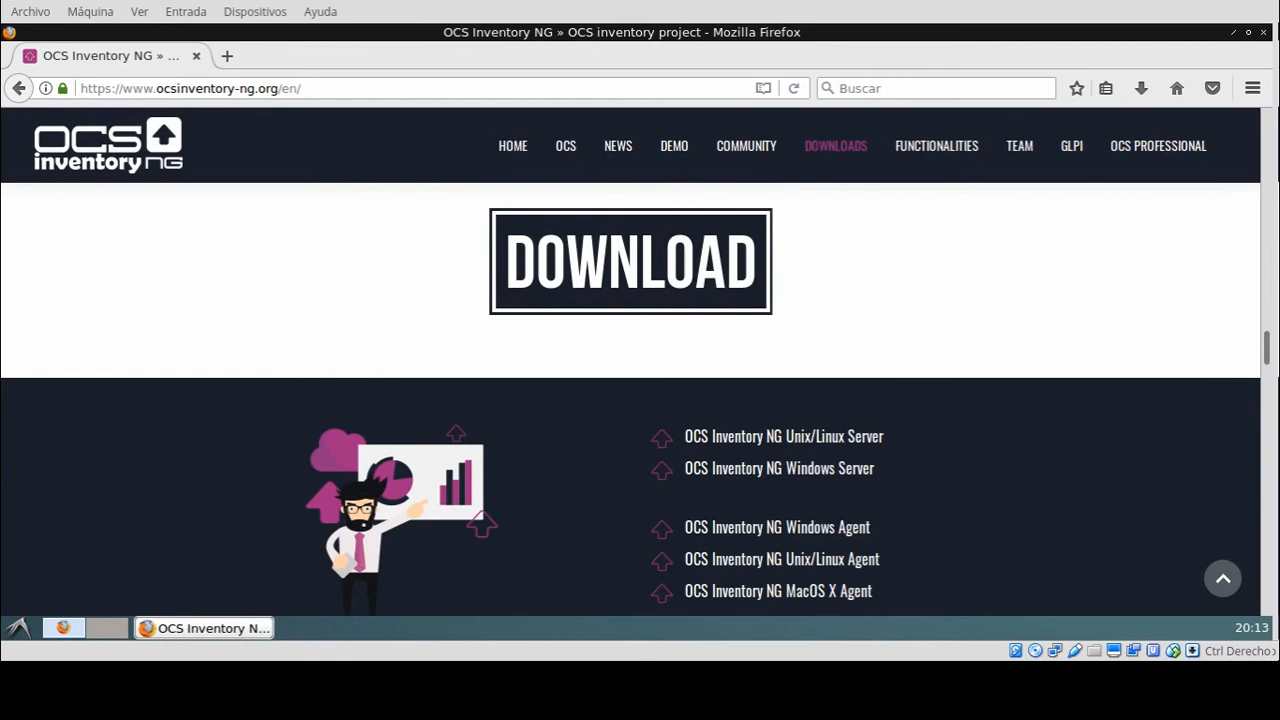 Archivo Máquina Ver Entrada Dispositivos Ayuda
OCS Inventory NG » OCS inventory project - Mozilla Firefox
OCS Inventory NG » ...
https://www.ocsinventory-ng.org/en/
Buscar
OCS inventory NG
HOME OCS NEWS DEMO COMMUNITY DOWNLOADS FUNCTIONALITIES TEAM GLPI OCS PROFESSIONAL
DOWNLOAD
OCS Inventory NG Unix/Linux Server
OCS Inventory NG Windows Server
OCS Inventory NG Windows Agent
OCS Inventory NG Unix/Linux Agent
OCS Inventory NG MacOS X Agent
OCS Inventory N...
20:13
Ctrl Derecho